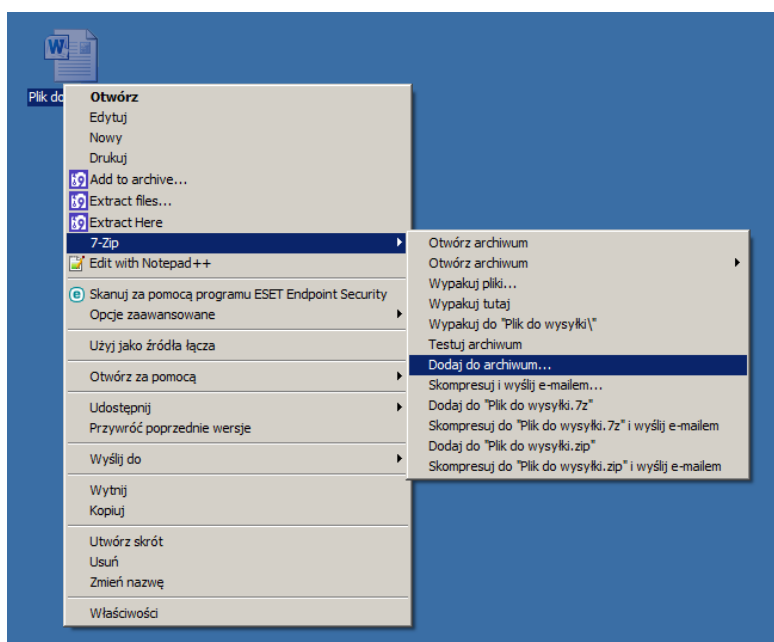 Plik do
Otwórz
Edytuj
Nowy
Drukuj
Add to archive...
Extract files...
Extract Here
7-Zip
Edit with Notepad++
Skanuj za pomocą programu ESET Endpoint Security
Opcje zaawansowane
Użyj jako źródła łącza
Otwórz za pomocą
Udostępnij
Przywróć poprzednie wersje
Wyślij do
Wytnij
Kopiuj
Utwórz skrót
Usuń
Zmień nazwę
Właściwości
Otwórz archiwum
Otwórz archiwum
Wypakuj pliki...
Wypakuj tutaj
Wypakuj do "Plik do wysyłki\"
Testuj archiwum
Dodaj do archiwum...
Skompresuj i wyślij e-mailem...
Dodaj do "Plik do wysyłki.7z"
Skompresuj do "Plik do wysyłki.7z" i wyślij e-mailem
Dodaj do "Plik do wysyłki.zip"
Skompresuj do "Plik do wysyłki.zip" i wyślij e-mailem